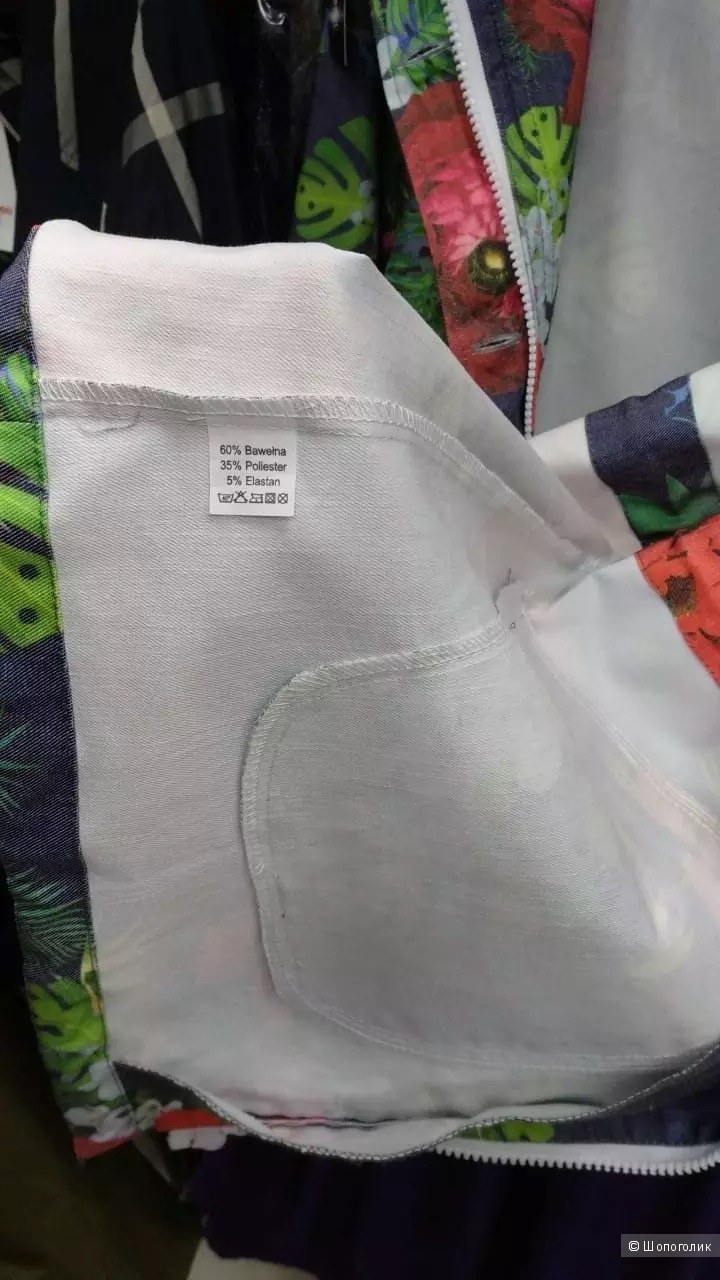 60% Bawełna
35% Poliester
5% Elastan
© Шопоголик